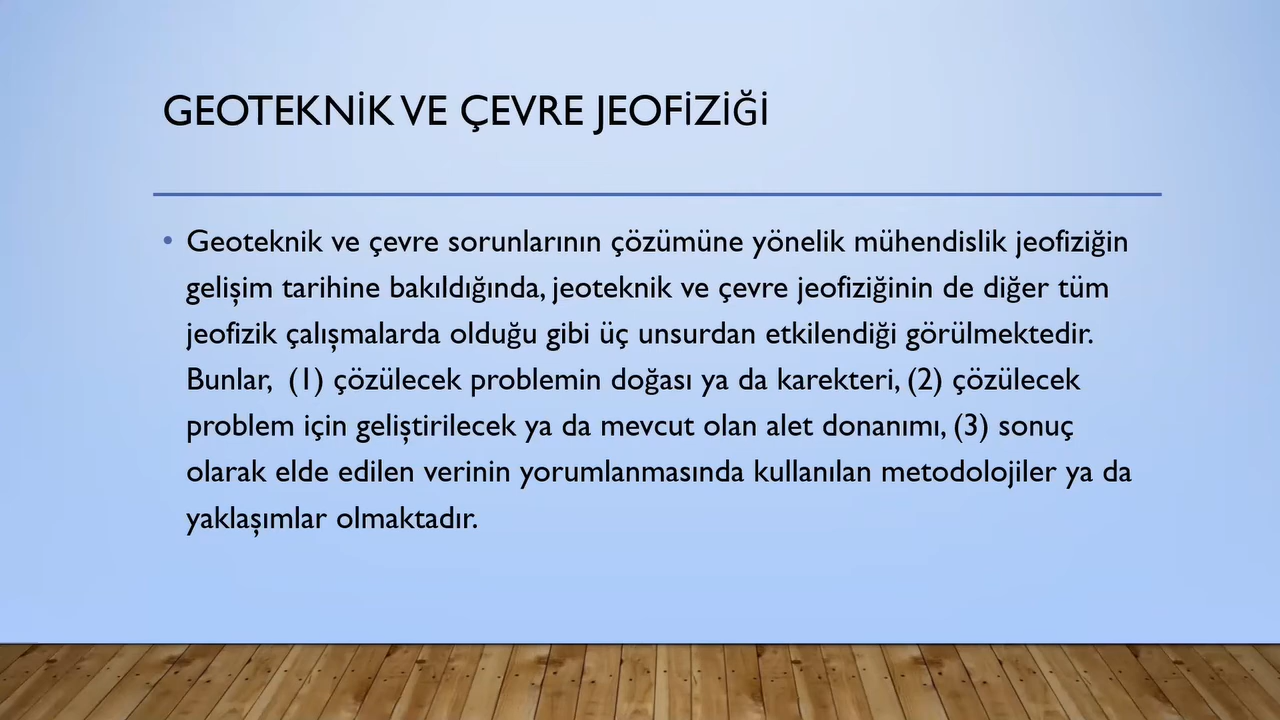 GEOTEKNİK VE ÇEVRE JEOFİZİĞİ
• Geoteknik ve çevre sorunlarının çözümüne yönelik mühendislik jeofiziğin
gelişim tarihine bakıldığında, jeoteknik ve çevre jeofiziğinin de diğer tüm
jeofizik çalışmalarda olduğu gibi üç unsurdan etkilendiği görülmektedir.
Bunlar,  (1) çözülecek problemin doğası ya da karekteri, (2) çözülecek
problem için geliştirilecek ya da mevcut olan alet donanımı, (3) sonuç
olarak elde edilen verinin yorumlanmasında kullanılan metodolojiler ya da
yaklaşımlar olmaktadır.